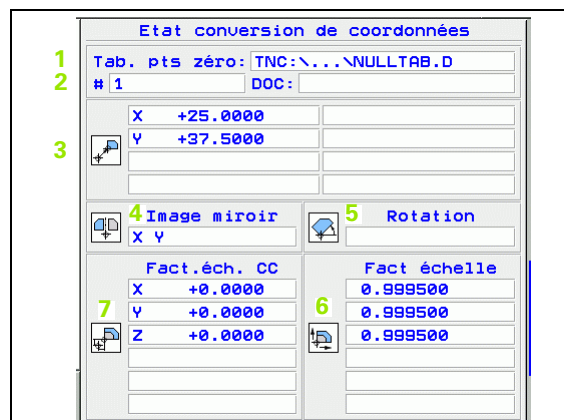 Etat conversion de coordonnées
1 Tab. pts zéro: TNC:\...\NULLTAB.D
2 # 1 DOC:
X +25.0000
3 Y +37.5000
4 Image miroir 5 Rotation
X Y
Fact.éch. CC Fact échelle
X +0.0000 0.999500
7 Y +0.0000 6 0.999500
Z +0.0000 0.999500